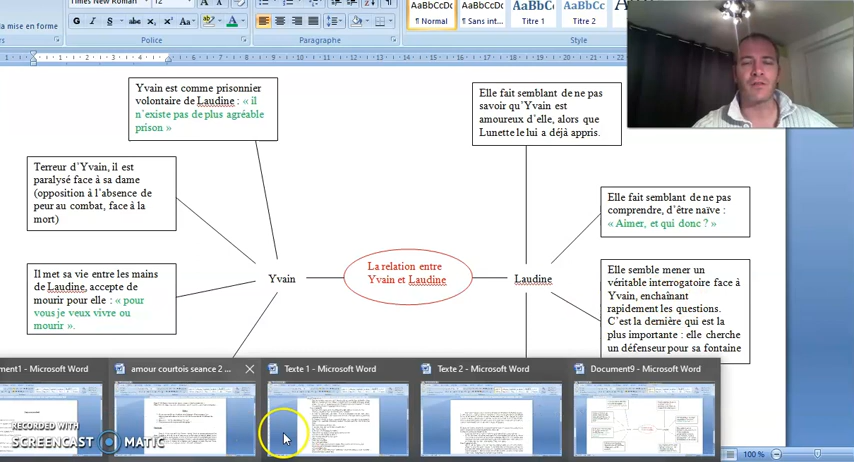 la mise en forme
Times New Roman
12
Police
Paragraphe
Style
AaBbCcDc
¶ Normal
AaBbCcDc
¶ Sans int...
AaBbC
Titre 1
AaBbCc
Titre 2
Yvain est comme prisonnier
volontaire de Laudine : « il
n’existe pas de plus agréable
prison »
Elle fait semblant de ne pas
savoir qu’Yvain est
amoureux d’elle, alors que
Lunette le lui a déjà appris.
Terreur d’Yvain, il est
paralysé face à sa dame
(opposition à l’absence de
peur au combat, face à la
mort)
Elle fait semblant de ne pas
comprendre, d’être naïve :
« Aimer, et qui donc ? »
Il met sa vie entre les mains
de Laudine, accepte de
mourir pour elle : « pour
vous je veux vivre ou
mourir ».
Yvain
La relation entre
Yvain et Laudine
Laudine
Elle semble mener un
véritable interrogatoire face à
Yvain, enchaînant
rapidement les questions.
C’est la dernière qui est la
plus importante : elle cherche
un défenseur pour sa fontaine
ment1 - Microsoft Word
amour courtois seance 2 ...
Texte 1 - Microsoft Word
Texte 2 - Microsoft Word
Document9 - Microsoft Word
RECORDED WITH
SCREENCAST MATIC
100 %